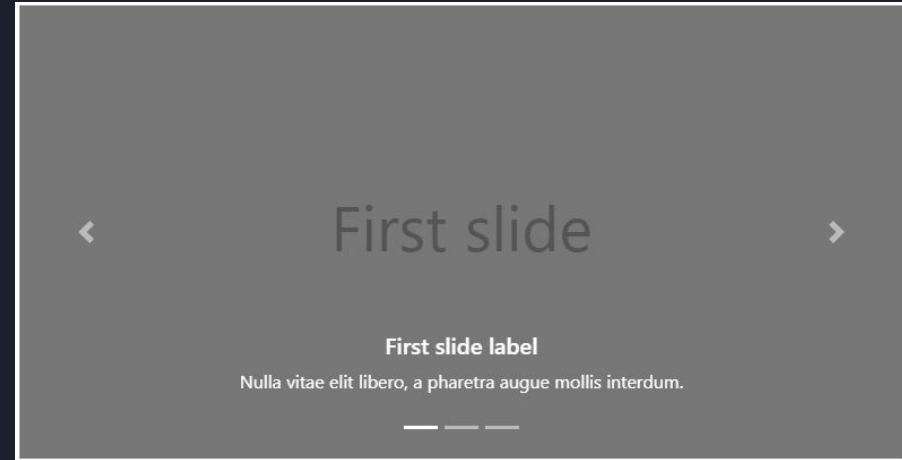 First slide
First slide label
Nulla vitae elit libero, a pharetra augue mollis interdum.